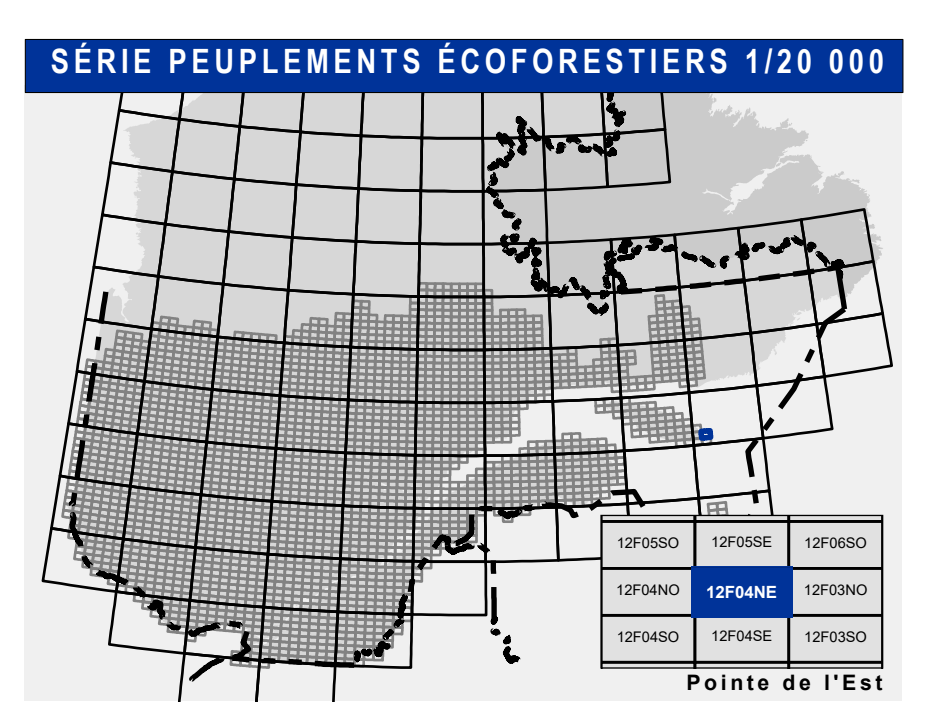 SÉRIE PEUPLEMENTS ÉCOFORESTIERS 1/20 000
12F05SO 12F05SE 12F06SO
12F04NO 12F04NE 12F03NO
12F04SO 12F04SE 12F03SO
Pointe de l'Est